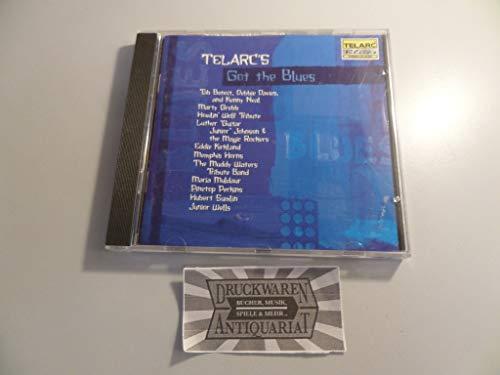 TELARC'S
Got the Blues
Tab Benoit, Debbie Davies,
and Kenny Neal
Marty Grebb
Howlin' Wolf Tribute
Luther "Guitar
Junior" Johnson &
the Magic Rockers
Eddie Kirkland
Memphis Horns
The Muddy Waters
Tribute Band
Maria Muldaur
Pinetop Perkins
Hubert Sumlin
Junior Wells
TELARC
BLUES
DRUCKWAREN
BÜCHER, MUSIK,
SPIELE & MEHR...
ANTIQUARIAT